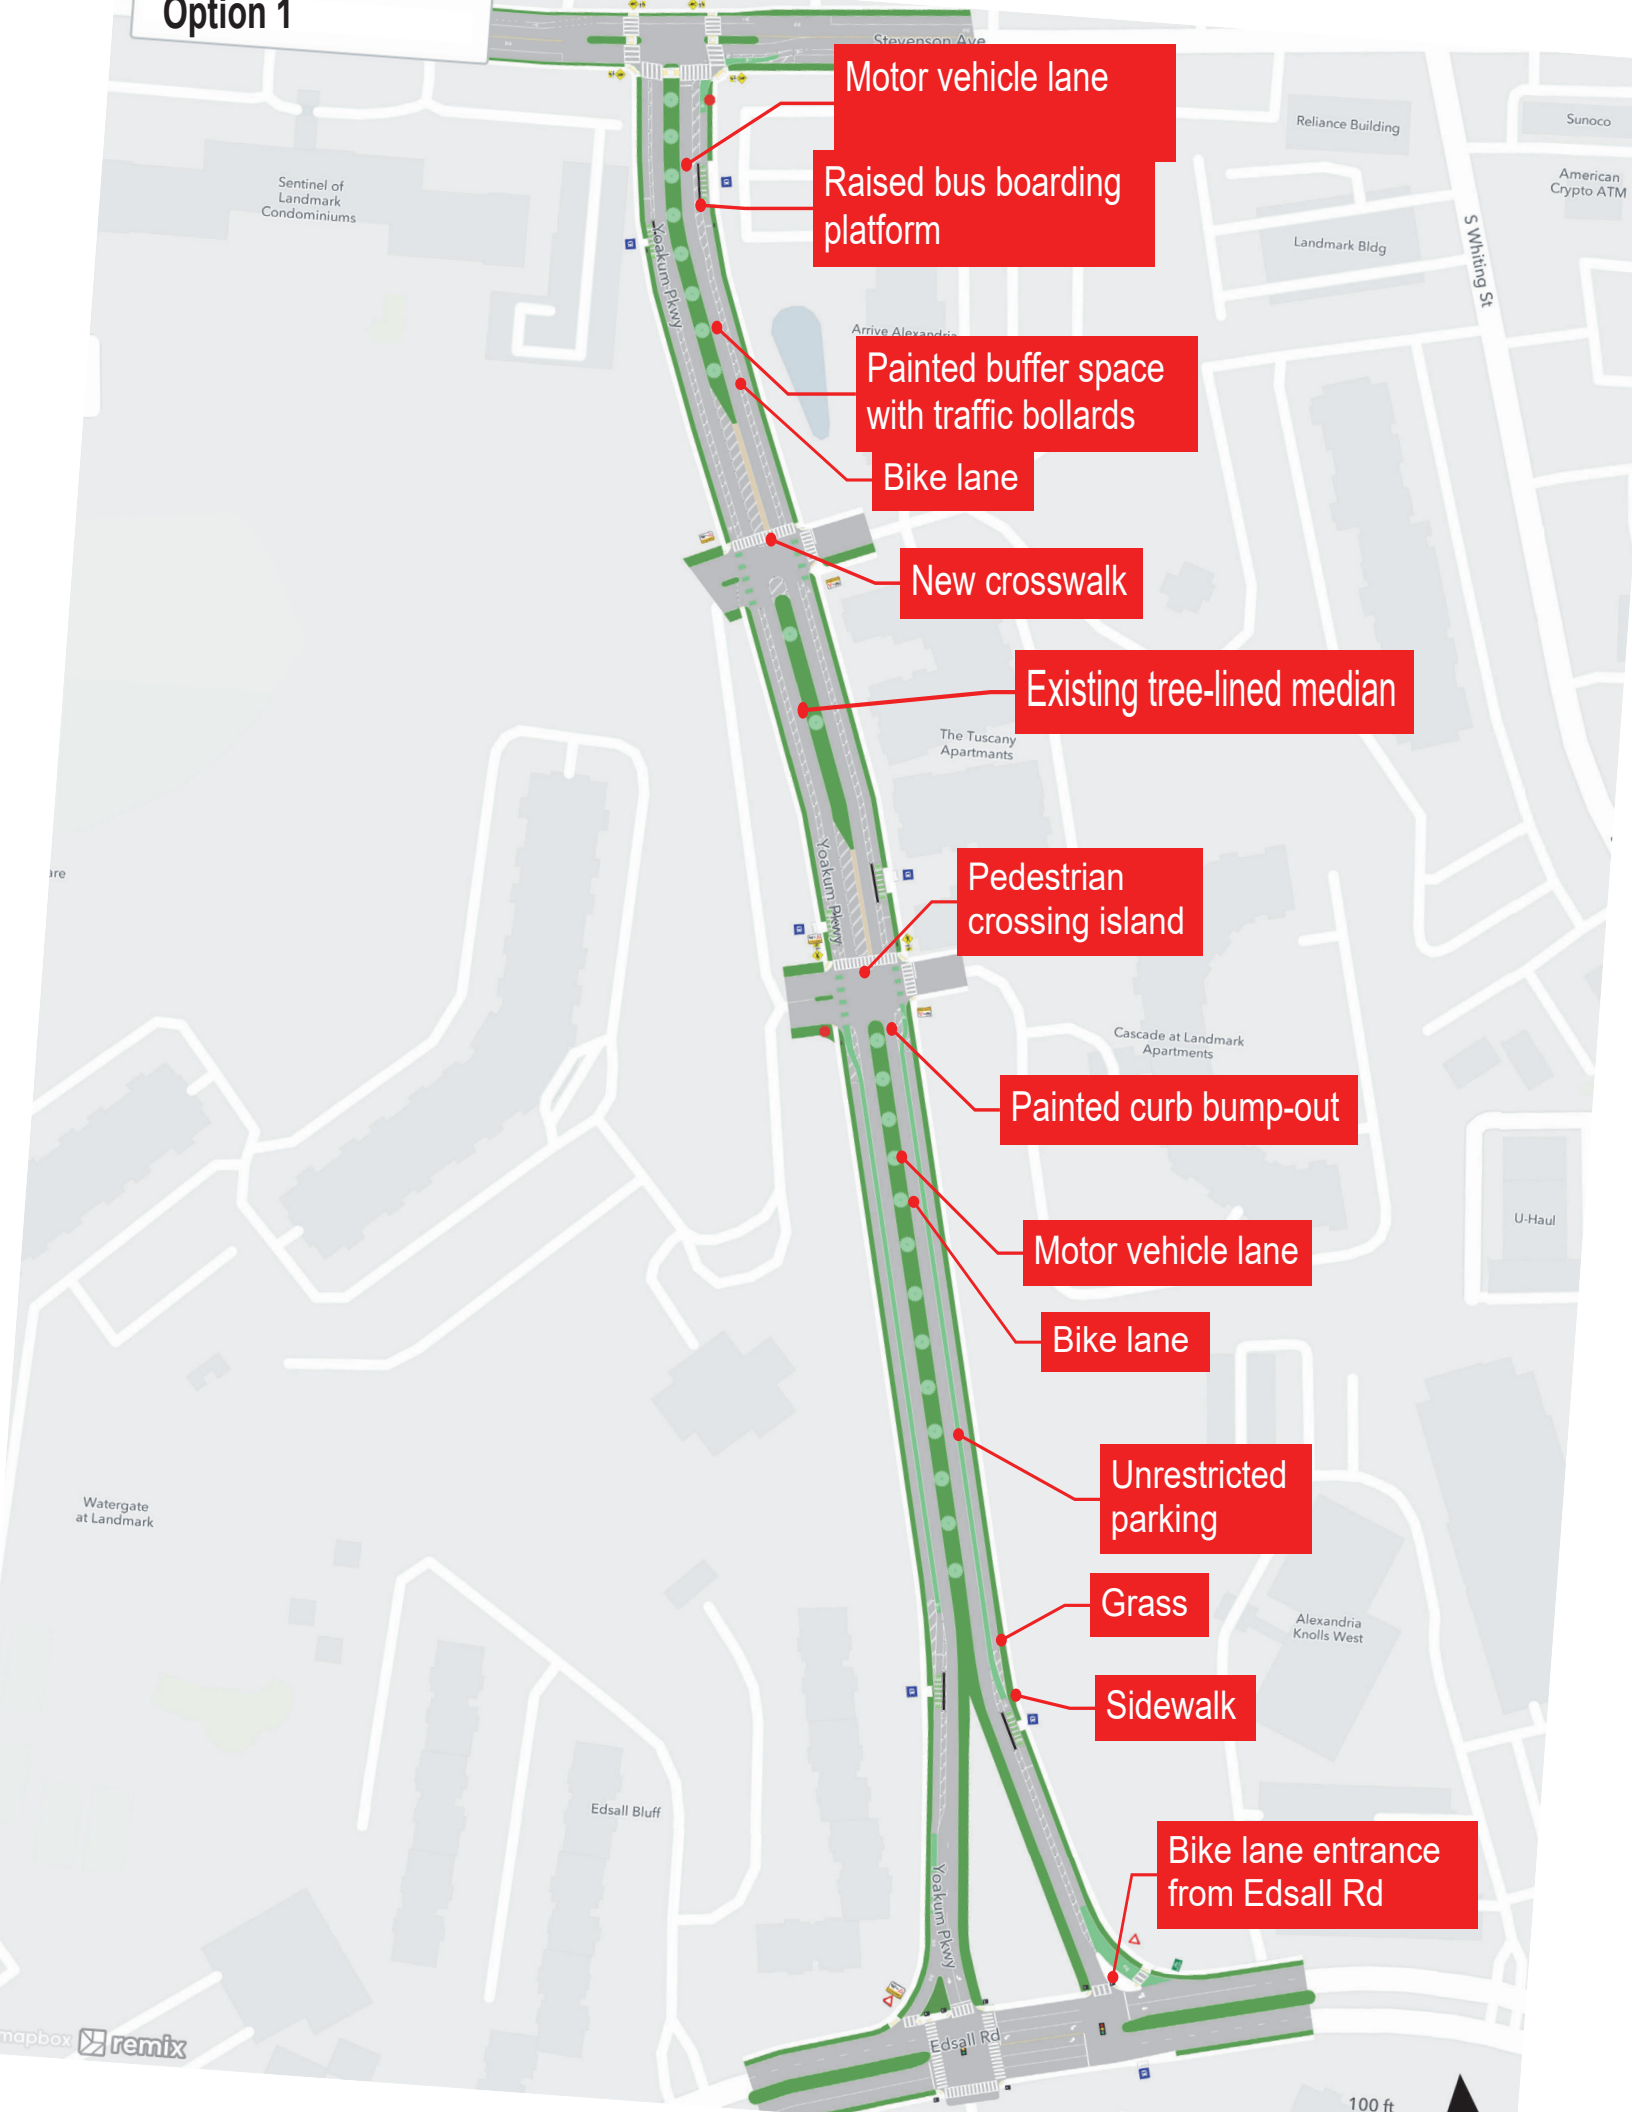 Option 1
Stevenson Ave
Motor vehicle lane
Reliance Building
Sunoco
Sentinel of
Landmark
Condominiums
Raised bus boarding
platform
American
Crypto ATM
Landmark Bldg
S Whiting St
Yoakum Pkwy
Arrive Alexandria
Painted buffer space
with traffic bollards
Bike lane
New crosswalk
Existing tree-lined median
The Tuscany
Apartmants
Yoakum Pkwy
are
Pedestrian
crossing island
Cascade at Landmark
Apartments
Painted curb bump-out
U-Haul
Motor vehicle lane
Bike lane
Unrestricted
parking
Watergate
at Landmark
Grass
Alexandria
Knolls West
Sidewalk
Edsall Bluff
Bike lane entrance
from Edsall Rd
Yoakum Pkwy
Edsall Rd
mapbox remix
100 ft